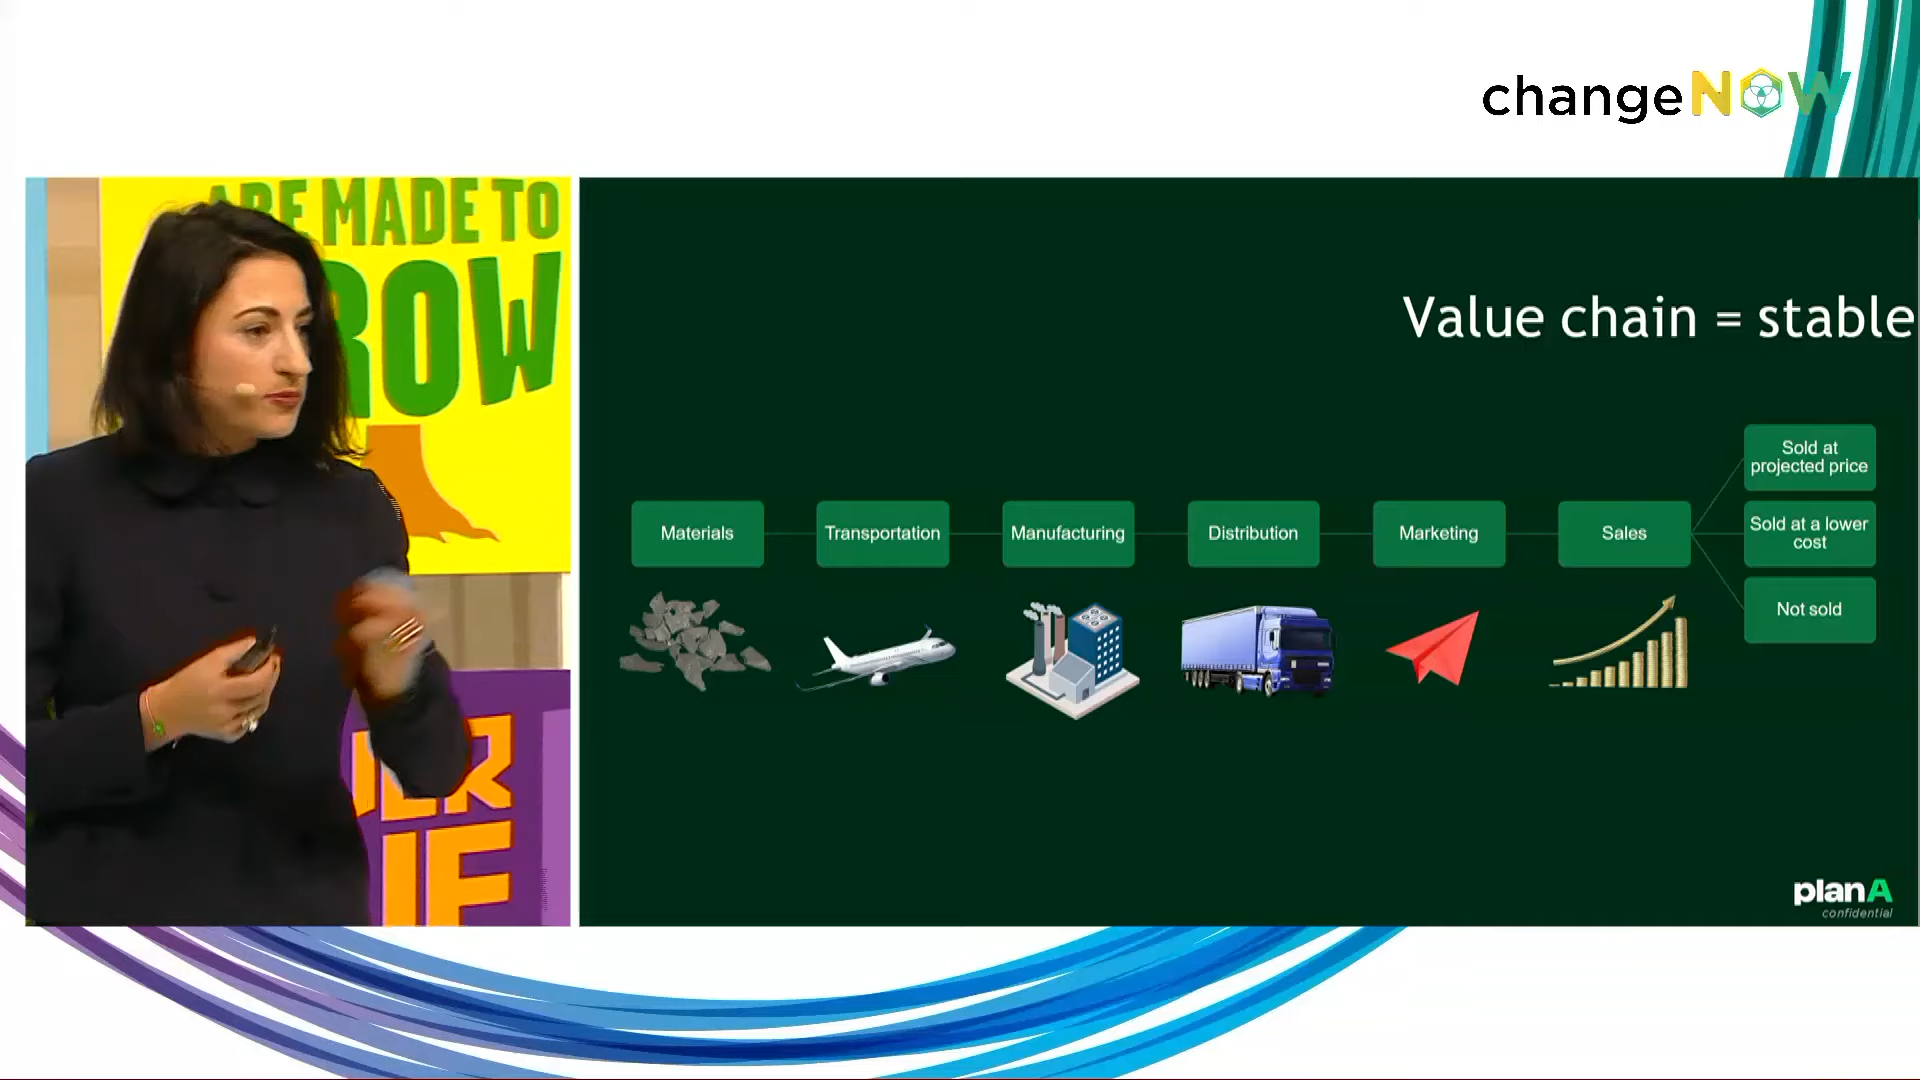 changeNOW
ARE MADE TO
ROW
Value chain = stable
Sold at
projected price
Materials
Transportation
Manufacturing
Distribution
Marketing
Sales
Sold at a lower
cost
Not sold
planA
confidential